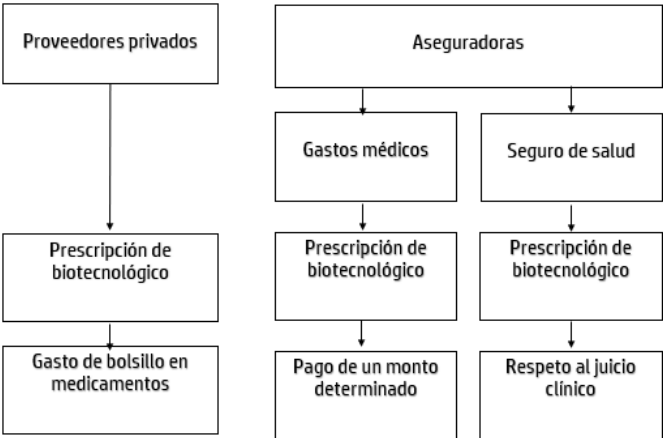 Proveedores privados
Aseguradoras
Gastos médicos
Seguro de salud
Prescripción de
biotecnológico
Prescripción de
biotecnológico
Prescripción de
biotecnológico
Gasto de bolsillo en
medicamentos
Pago de un monto
determinado
Respeto al juicio
clínico